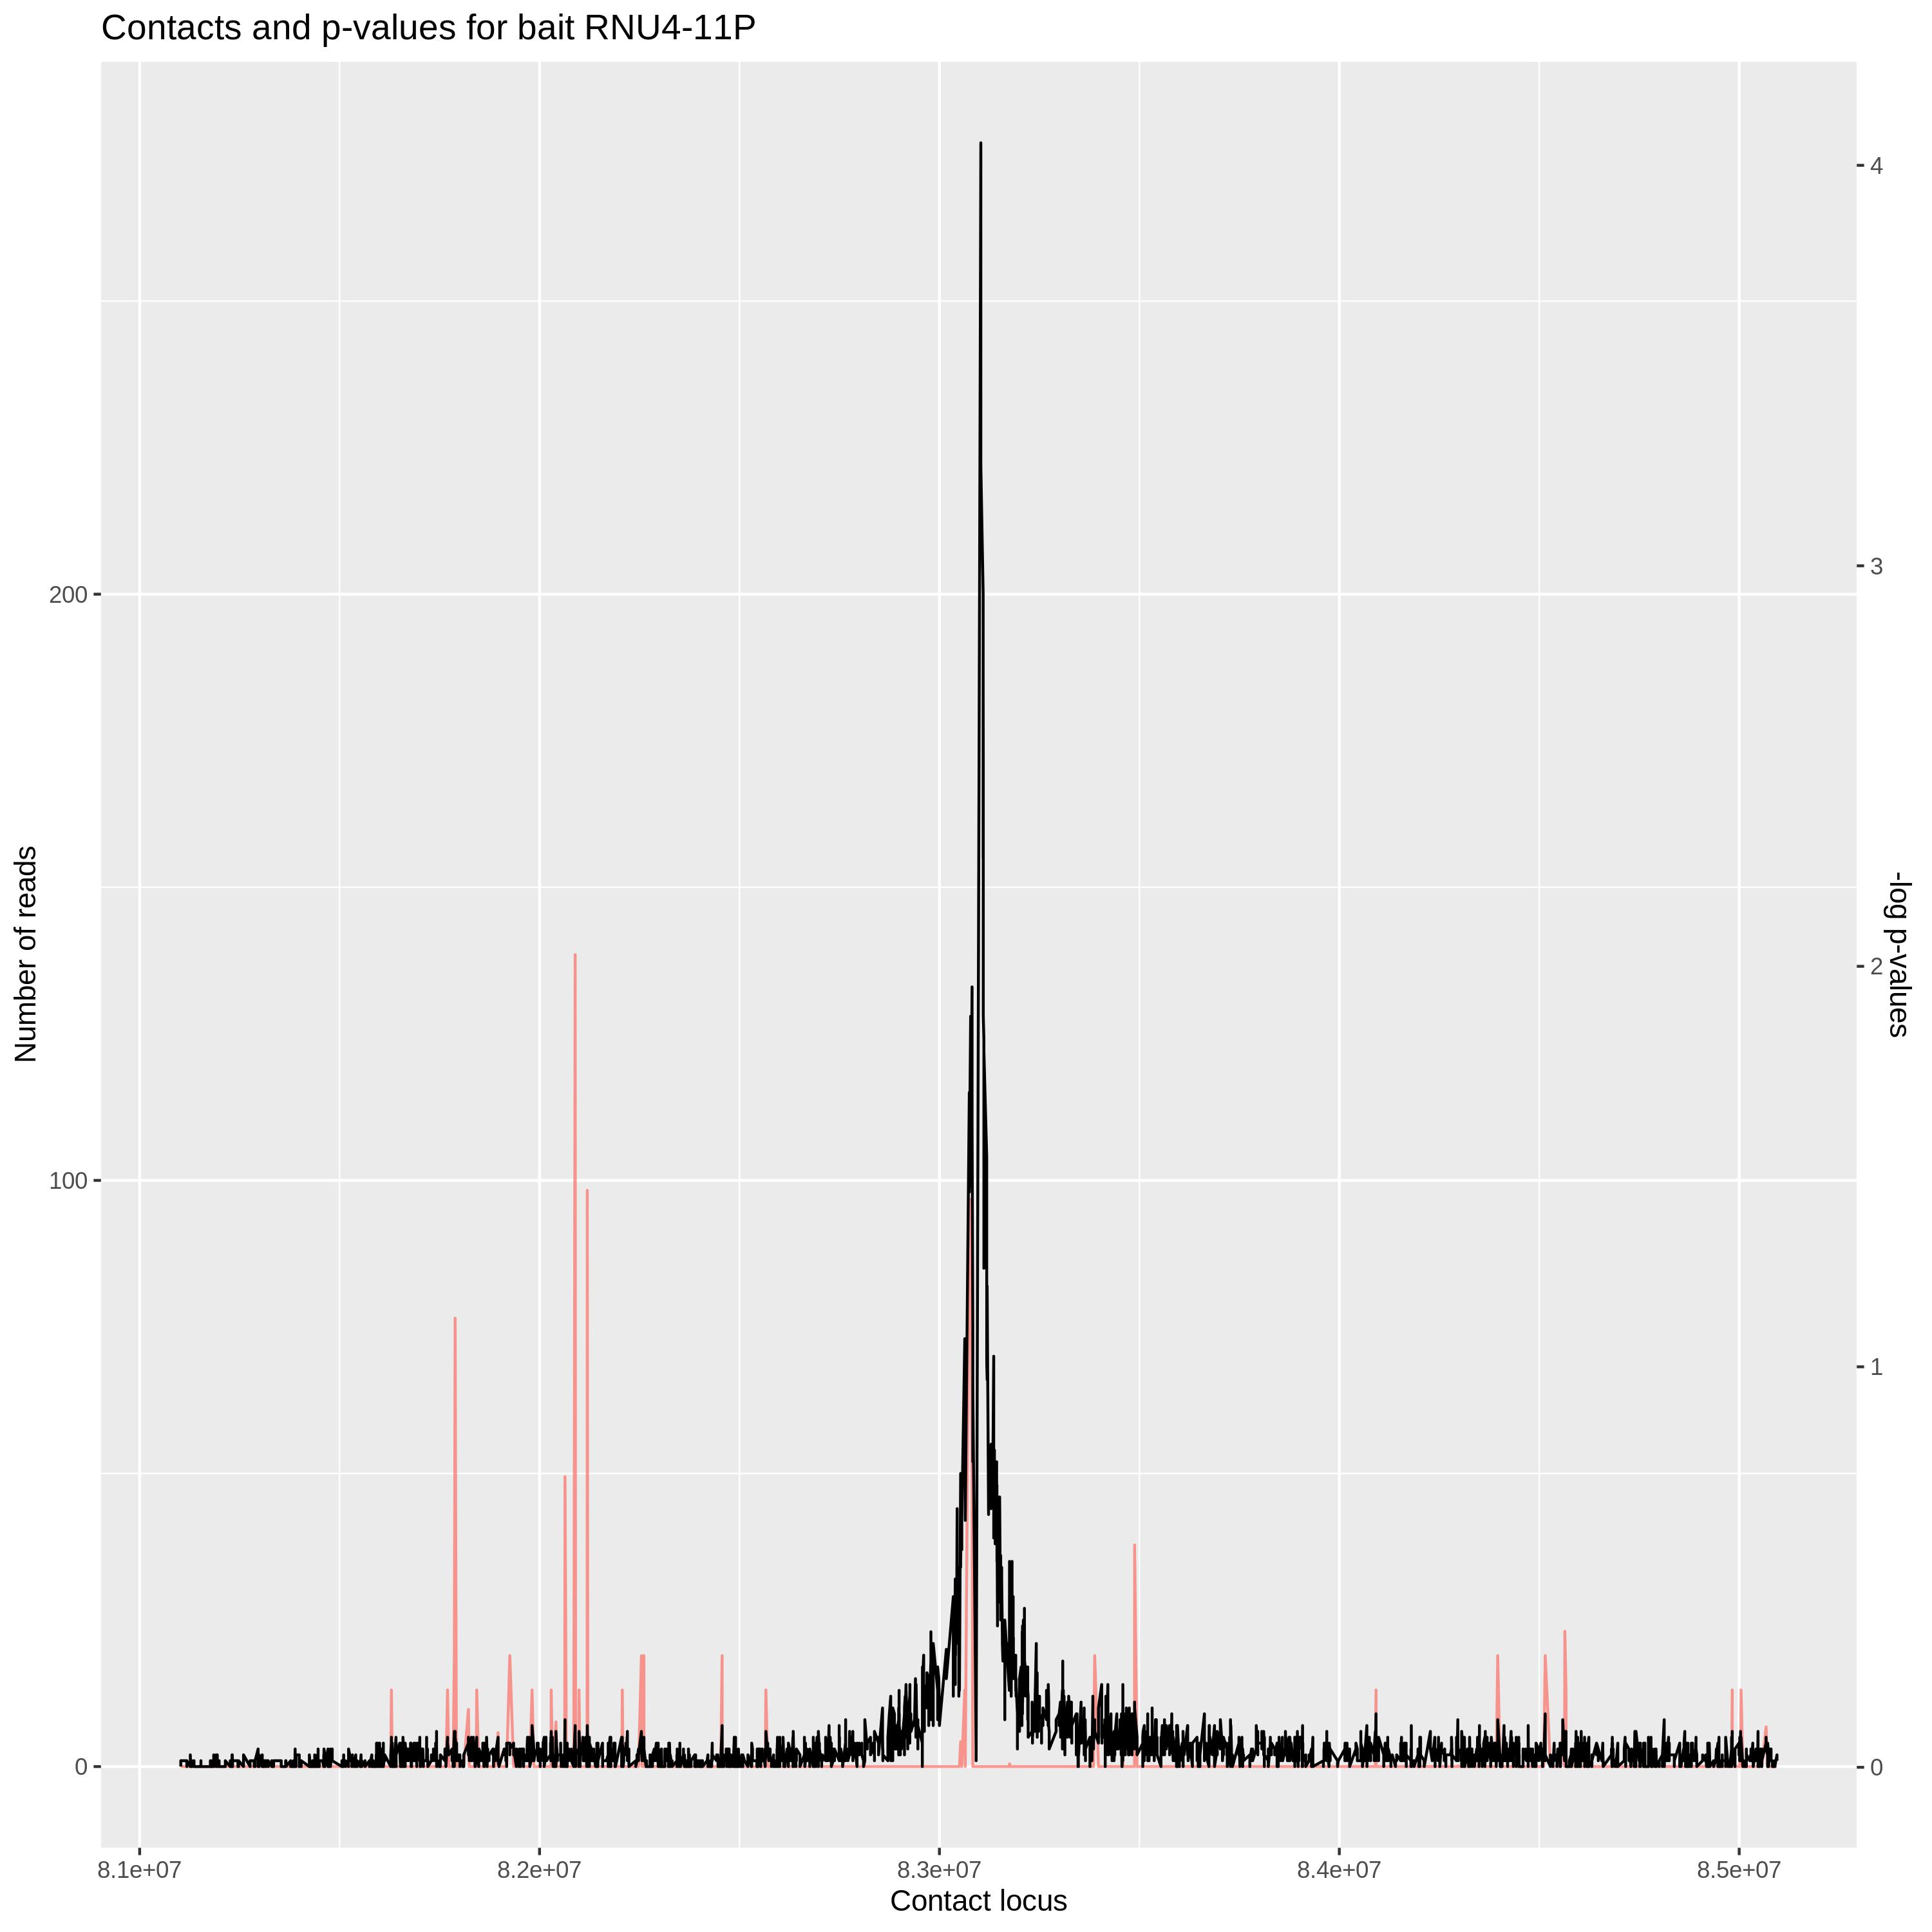 Contacts and p-values for bait RNU4-11P
4
3
200
Number of reads
-log p-values
2
100
1
0
0
8.1e+07 8.2e+07 8.3e+07 8.4e+07 8.5e+07
Contact locus